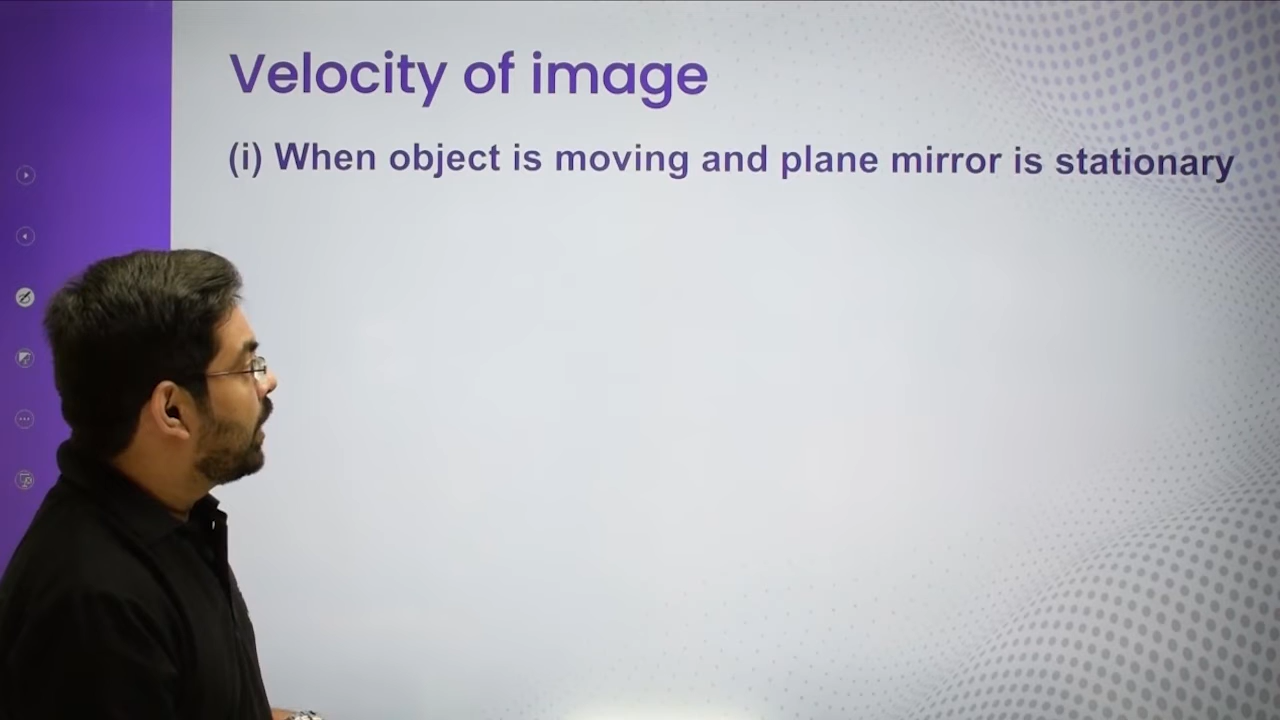 Velocity of image
(i) When object is moving and plane mirror is stationary